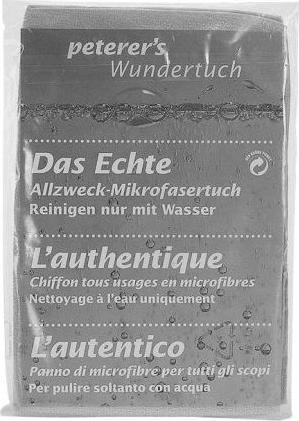 peterer's
Wundertuch
Das Echte
Allzweck-Mikrofasertuch
Reinigen nur mit Wasser
L'authentique
Chiffon tous usages en microfibres
Nettoyage à l'eau uniquement
L'autentico
Panno di microfibre per tutti gli scopi
Per pulire soltanto con acqua